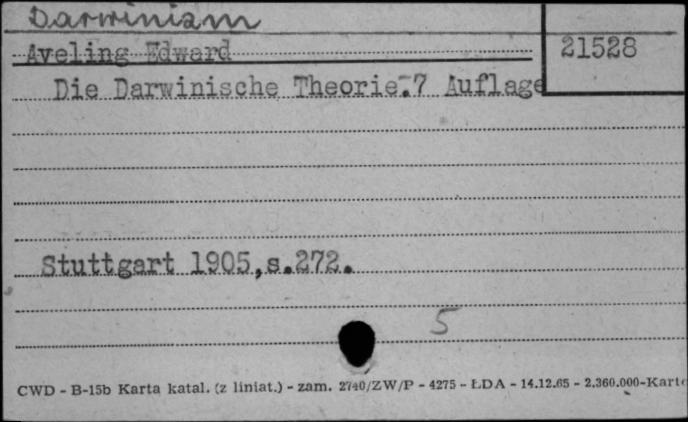 Darwinizm
Aveling Edward
21528
Die Darwinische Theorie.7 Auflage
Stuttgart 1905,s.272.
5
CWD - B-15b Karta katal. (z liniat.) - zam. 2740/ZW/P - 4275 - ŁDA - 14.12.65 - 2.360.000-Karto